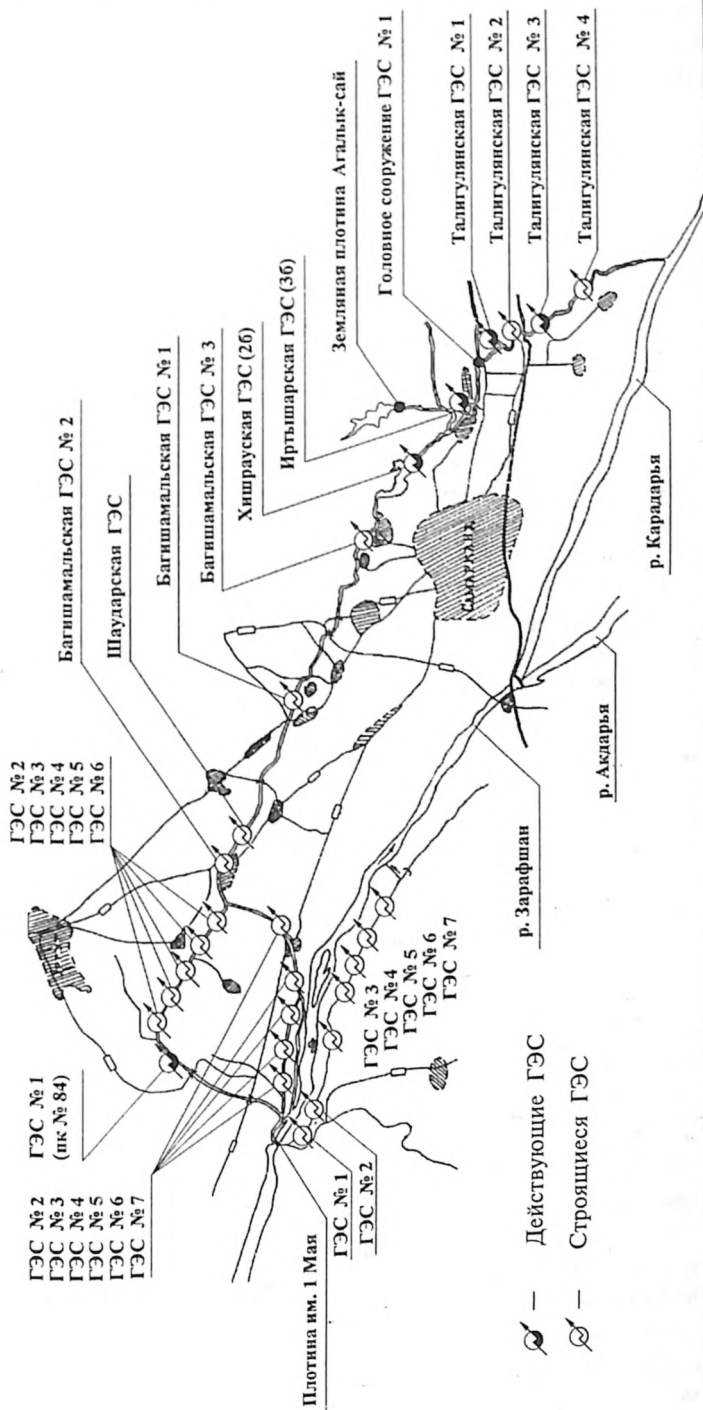 ГЭС № 2
ГЭС № 3
ГЭС № 4
ГЭС № 5
ГЭС № 6
ГЭС № 7
ГЭС № 1
(пк № 84)
ГЭС № 2
ГЭС № 3
ГЭС № 4
ГЭС № 5
ГЭС № 6
Багишамальская ГЭС № 2
Шаударская ГЭС
Багишамальская ГЭС № 1
Багишамальская ГЭС № 3
Хишрауская ГЭС (2б)
Иртышарская ГЭС (3б)
Земляная плотина Агалык-сай
Головное сооружение ГЭС № 1
Талигулянская ГЭС № 1
Талигулянская ГЭС № 2
Талигулянская ГЭС № 3
Талигулянская ГЭС № 4
Самарканд
Плотина им. 1 Мая
ГЭС № 1
ГЭС № 2
ГЭС № 3
ГЭС № 4
ГЭС № 5
ГЭС № 6
ГЭС № 7
р. Зарафшан
р. Акдарья
р. Карадарья
— Действующие ГЭС
— Строящиеся ГЭС